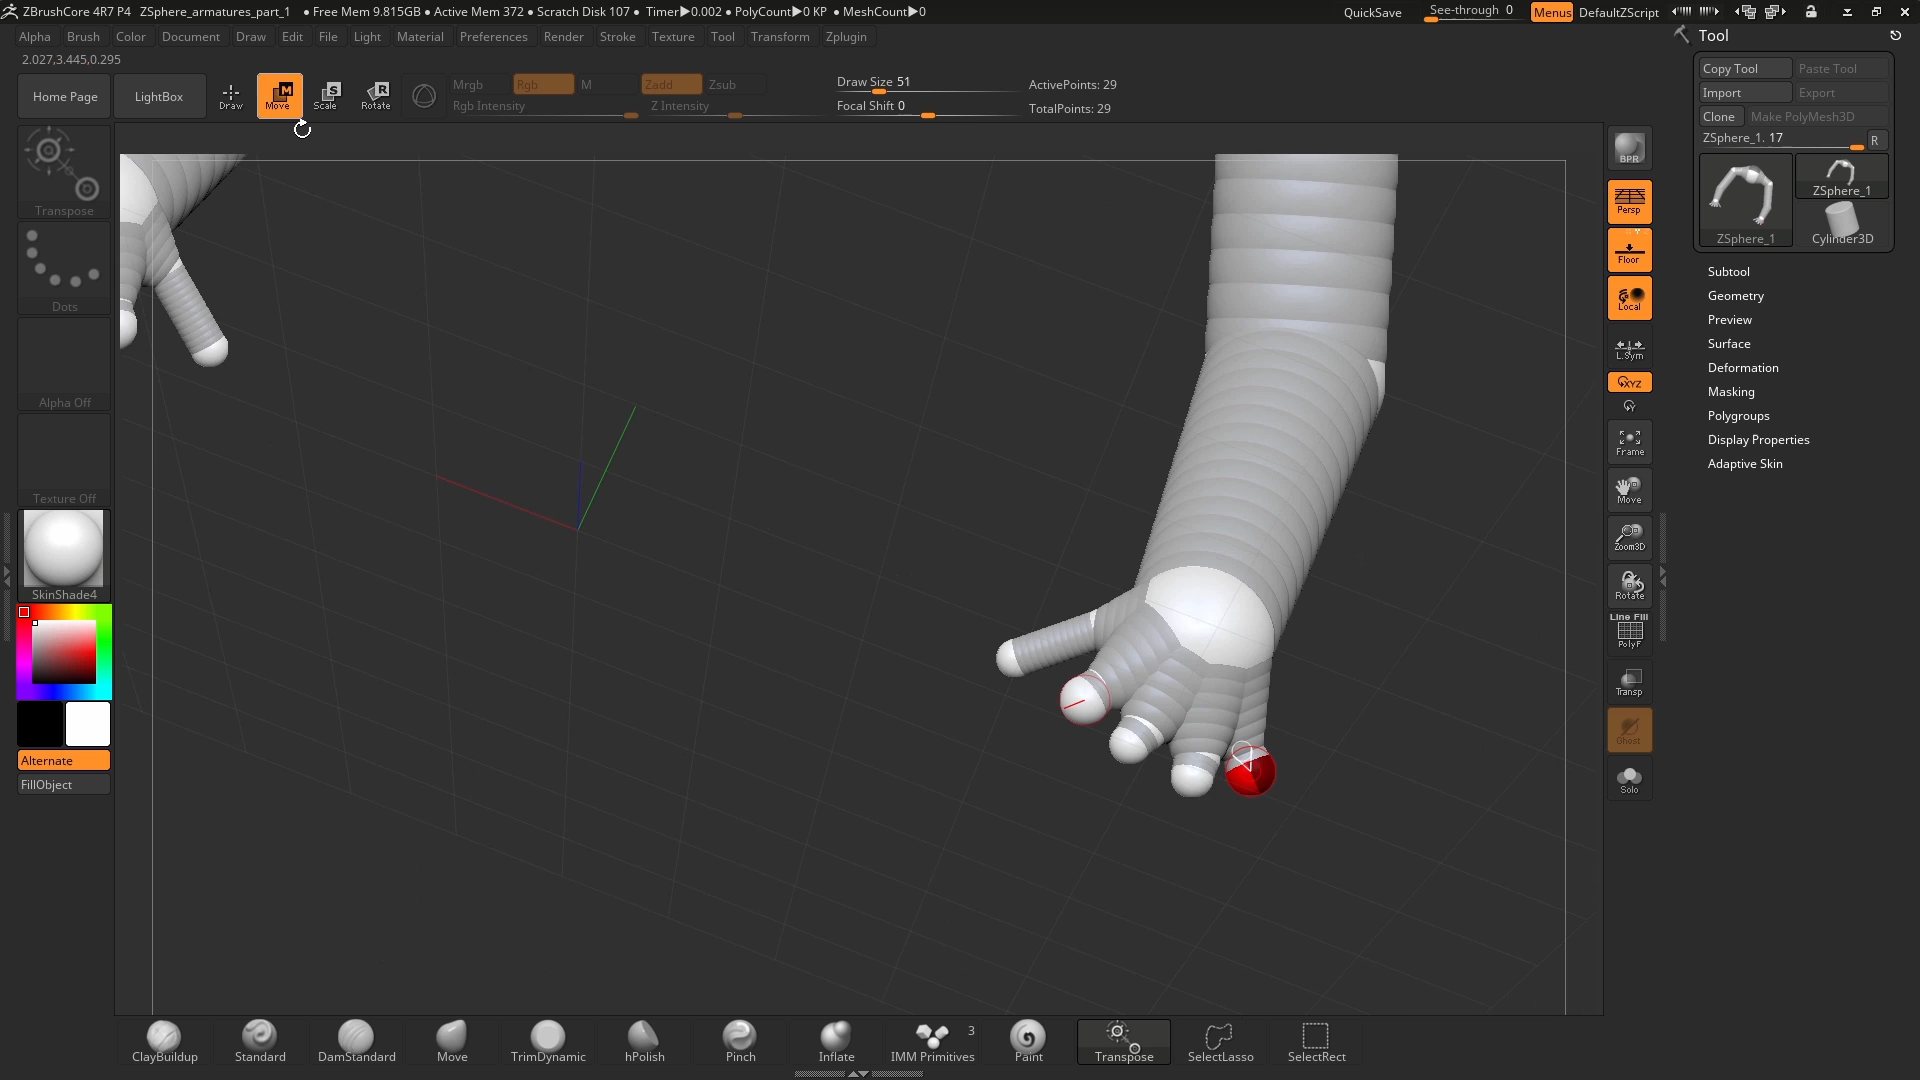 ZBrushCore 4R7 P4 ZSphere_armatures_part_1 ● Free Mem 9.815GB ● Active Mem 372 ● Scratch Disk 107 ● Timer▶0.002 ● PolyCount▶0 KP ● MeshCount▶0 QuickSave See-through 0 Menus DefaultZScript
Alpha Brush Color Document Draw Edit File Light Material Preferences Render Stroke Texture Tool Transform Zplugin
Tool
2.027,3.445,0.295
Home Page LightBox Draw Move Scale Rotate
M S R
Mrgb Rgb M Zadd Zsub
Rgb Intensity Z Intensity
Draw Size 51
Focal Shift 0
ActivePoints: 29
TotalPoints: 29
Copy Tool Paste Tool
Import Export
Clone Make PolyMesh3D
ZSphere_1. 17 R
ZSphere_1
ZSphere_1 Cylinder3D
Subtool
Geometry
Preview
Surface
Deformation
Masking
Polygroups
Display Properties
Adaptive Skin
Transpose
Dots
Alpha Off
Texture Off
SkinShade4
Alternate
FillObject
BPR
Persp
Floor
Local
L.Sym
XYZ
Y
Frame
Move
Zoom3D
Rotate
Line Fill
PolyF
Transp
Ghost
Solo
ClayBuildup Standard DamStandard Move TrimDynamic hPolish Pinch Inflate IMM Primitives 3 Paint Transpose SelectLasso SelectRect